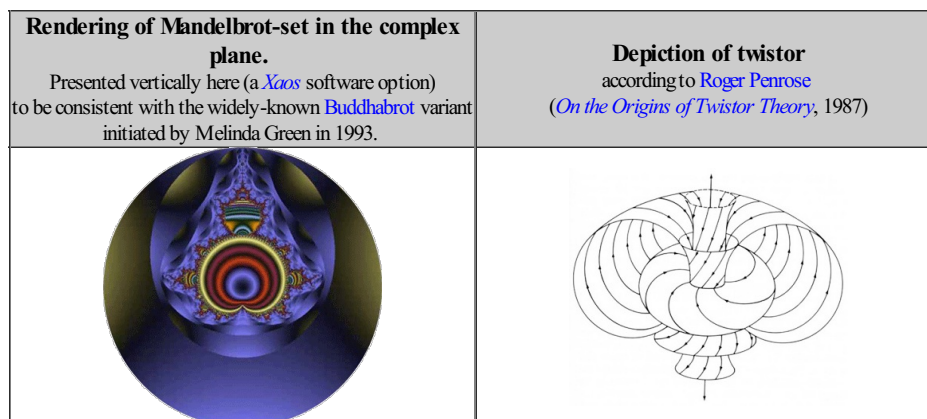 Rendering of Mandelbrot-set in the complex
plane.
Presented vertically here (a Xaos software option)
to be consistent with the widely-known Buddhabrot variant
initiated by Melinda Green in 1993.
Depiction of twistor
according to Roger Penrose
(On the Origins of Twistor Theory, 1987)